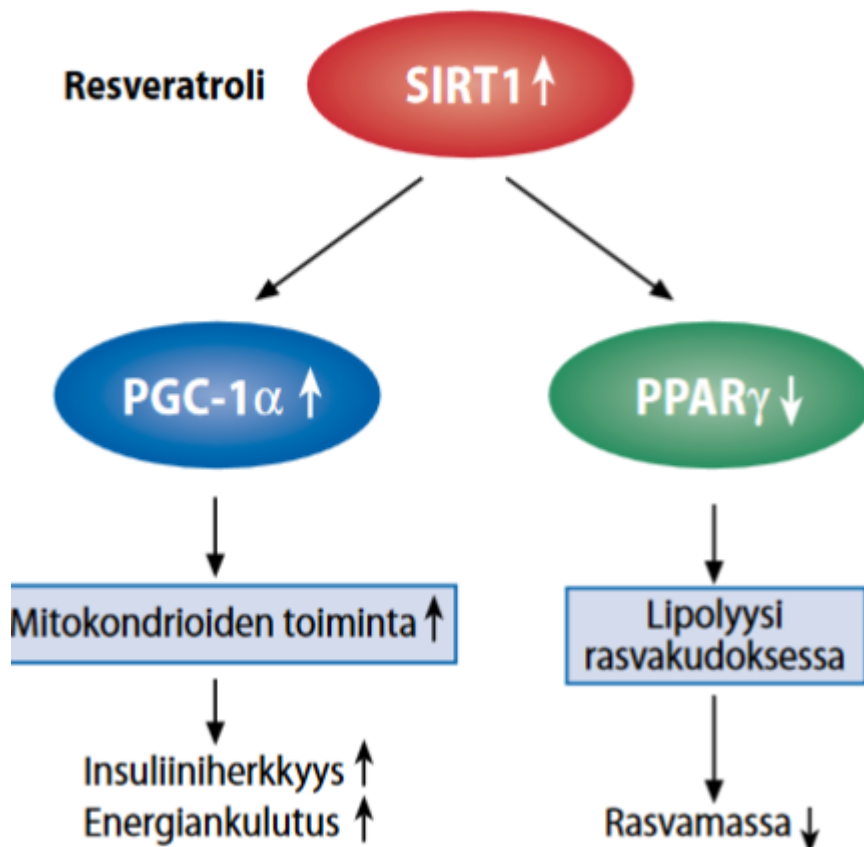 Resveratroli
SIRT1 ↑
PGC-1α ↑
PPARγ ↓
Mitokondrioiden toiminta ↑
Lipolyysi
rasvakudoksessa
Insuliiniherkkyys ↑
Energiankulutus ↑
Rasvamassa ↓